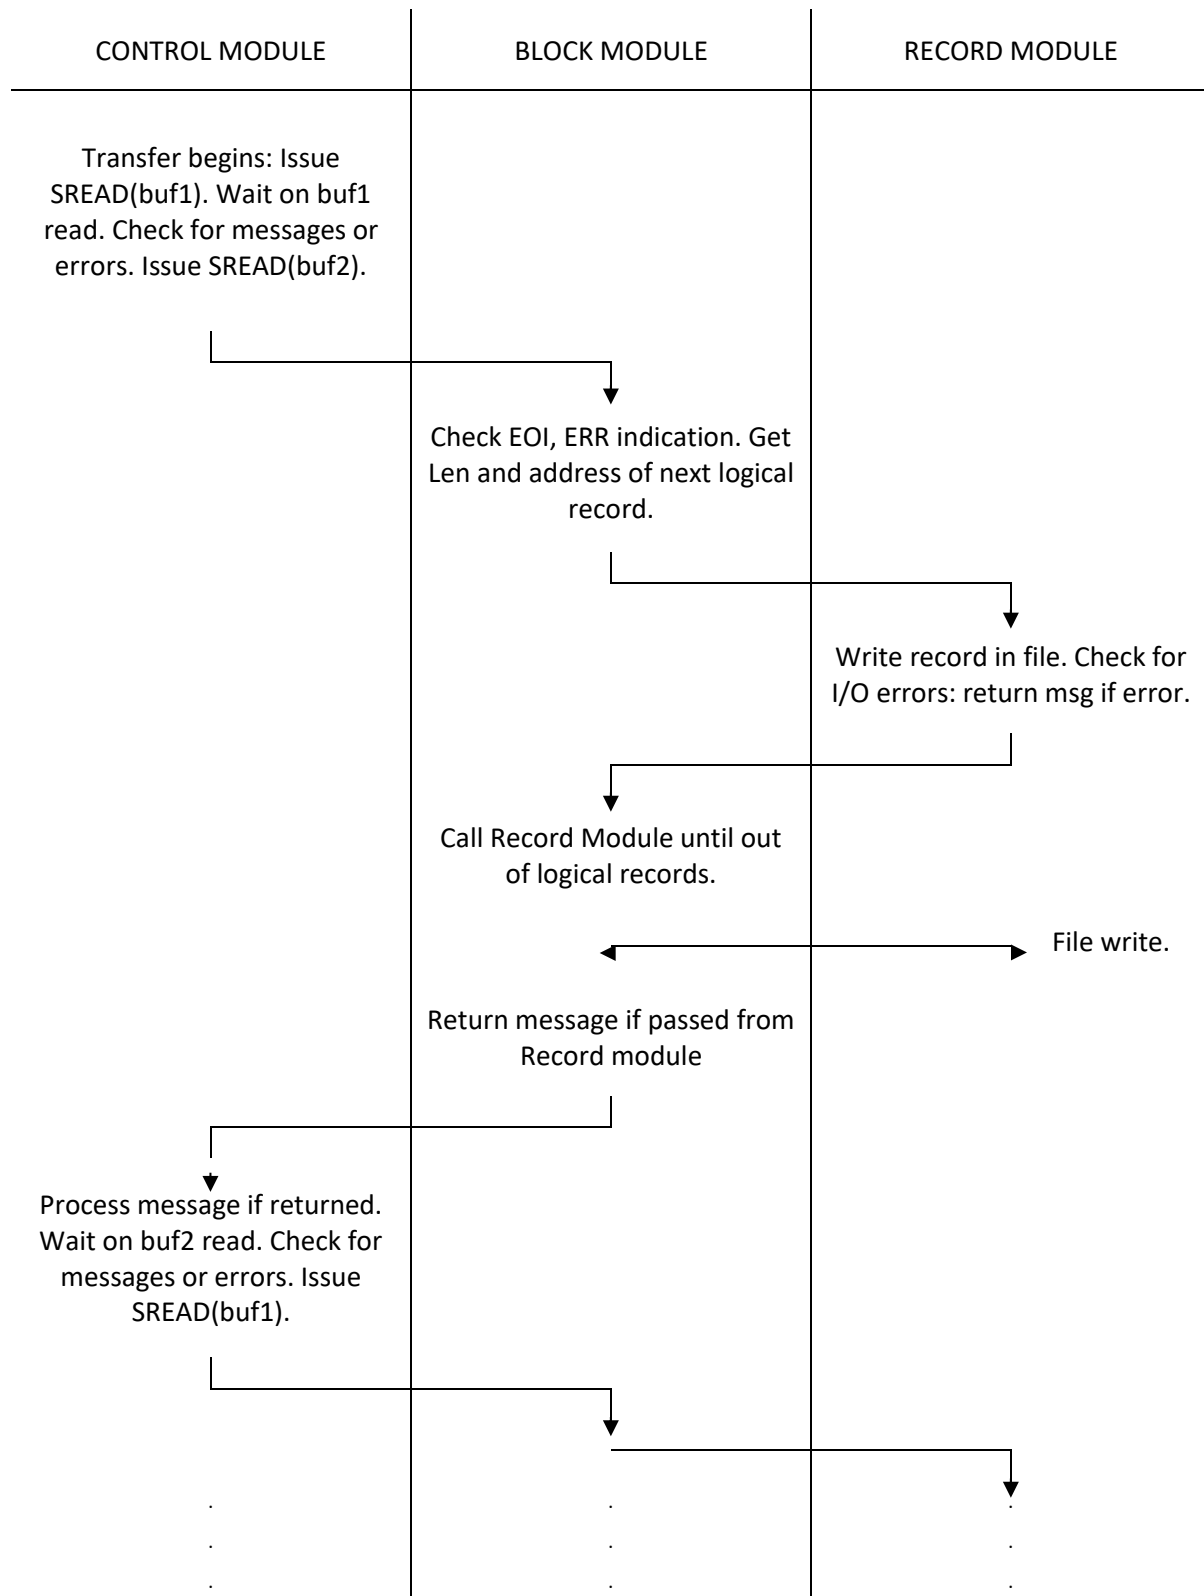 CONTROL MODULE
BLOCK MODULE
RECORD MODULE
Transfer begins: Issue
SREAD(buf1). Wait on buf1
read. Check for messages or
errors. Issue SREAD(buf2).
Check EOI, ERR indication. Get
Len and address of next logical
record.
Write record in file. Check for
I/O errors: return msg if error.
Call Record Module until out
of logical records.
File write.
Return message if passed from
Record module
Process message if returned.
Wait on buf2 read. Check for
messages or errors. Issue
SREAD(buf1).
. . .
. . .
. . .